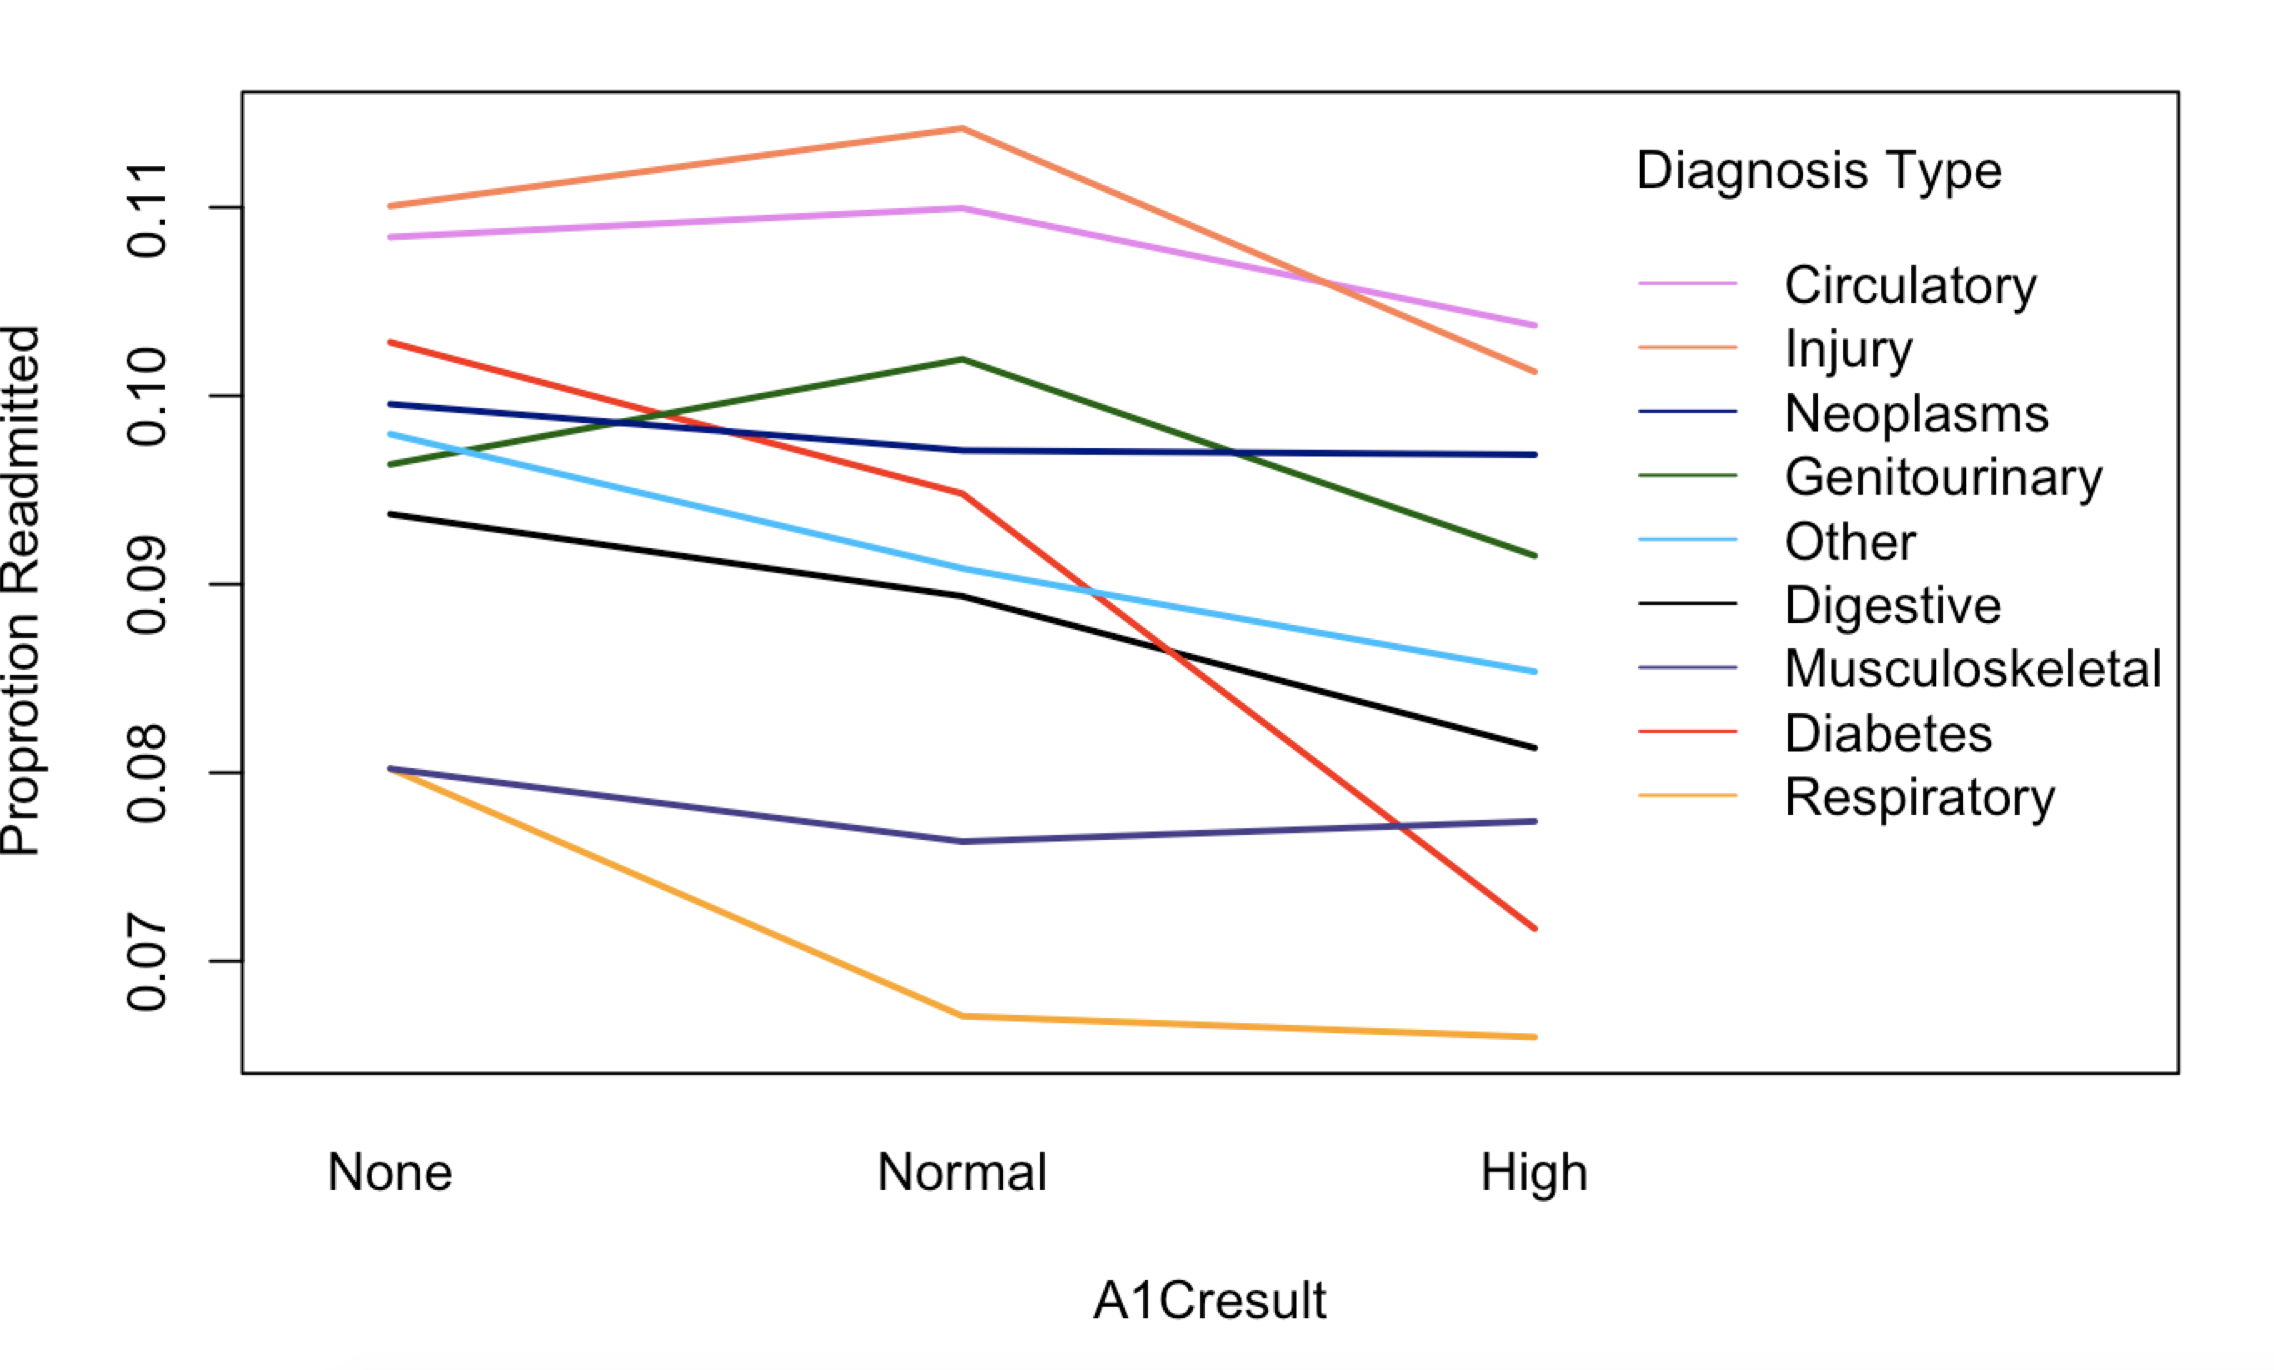 Proprotion Readmitted
0.11
0.10
0.09
0.08
0.07
Diagnosis Type
Circulatory
Injury
Neoplasms
Genitourinary
Other
Digestive
Musculoskeletal
Diabetes
Respiratory
None Normal High
A1Cresult